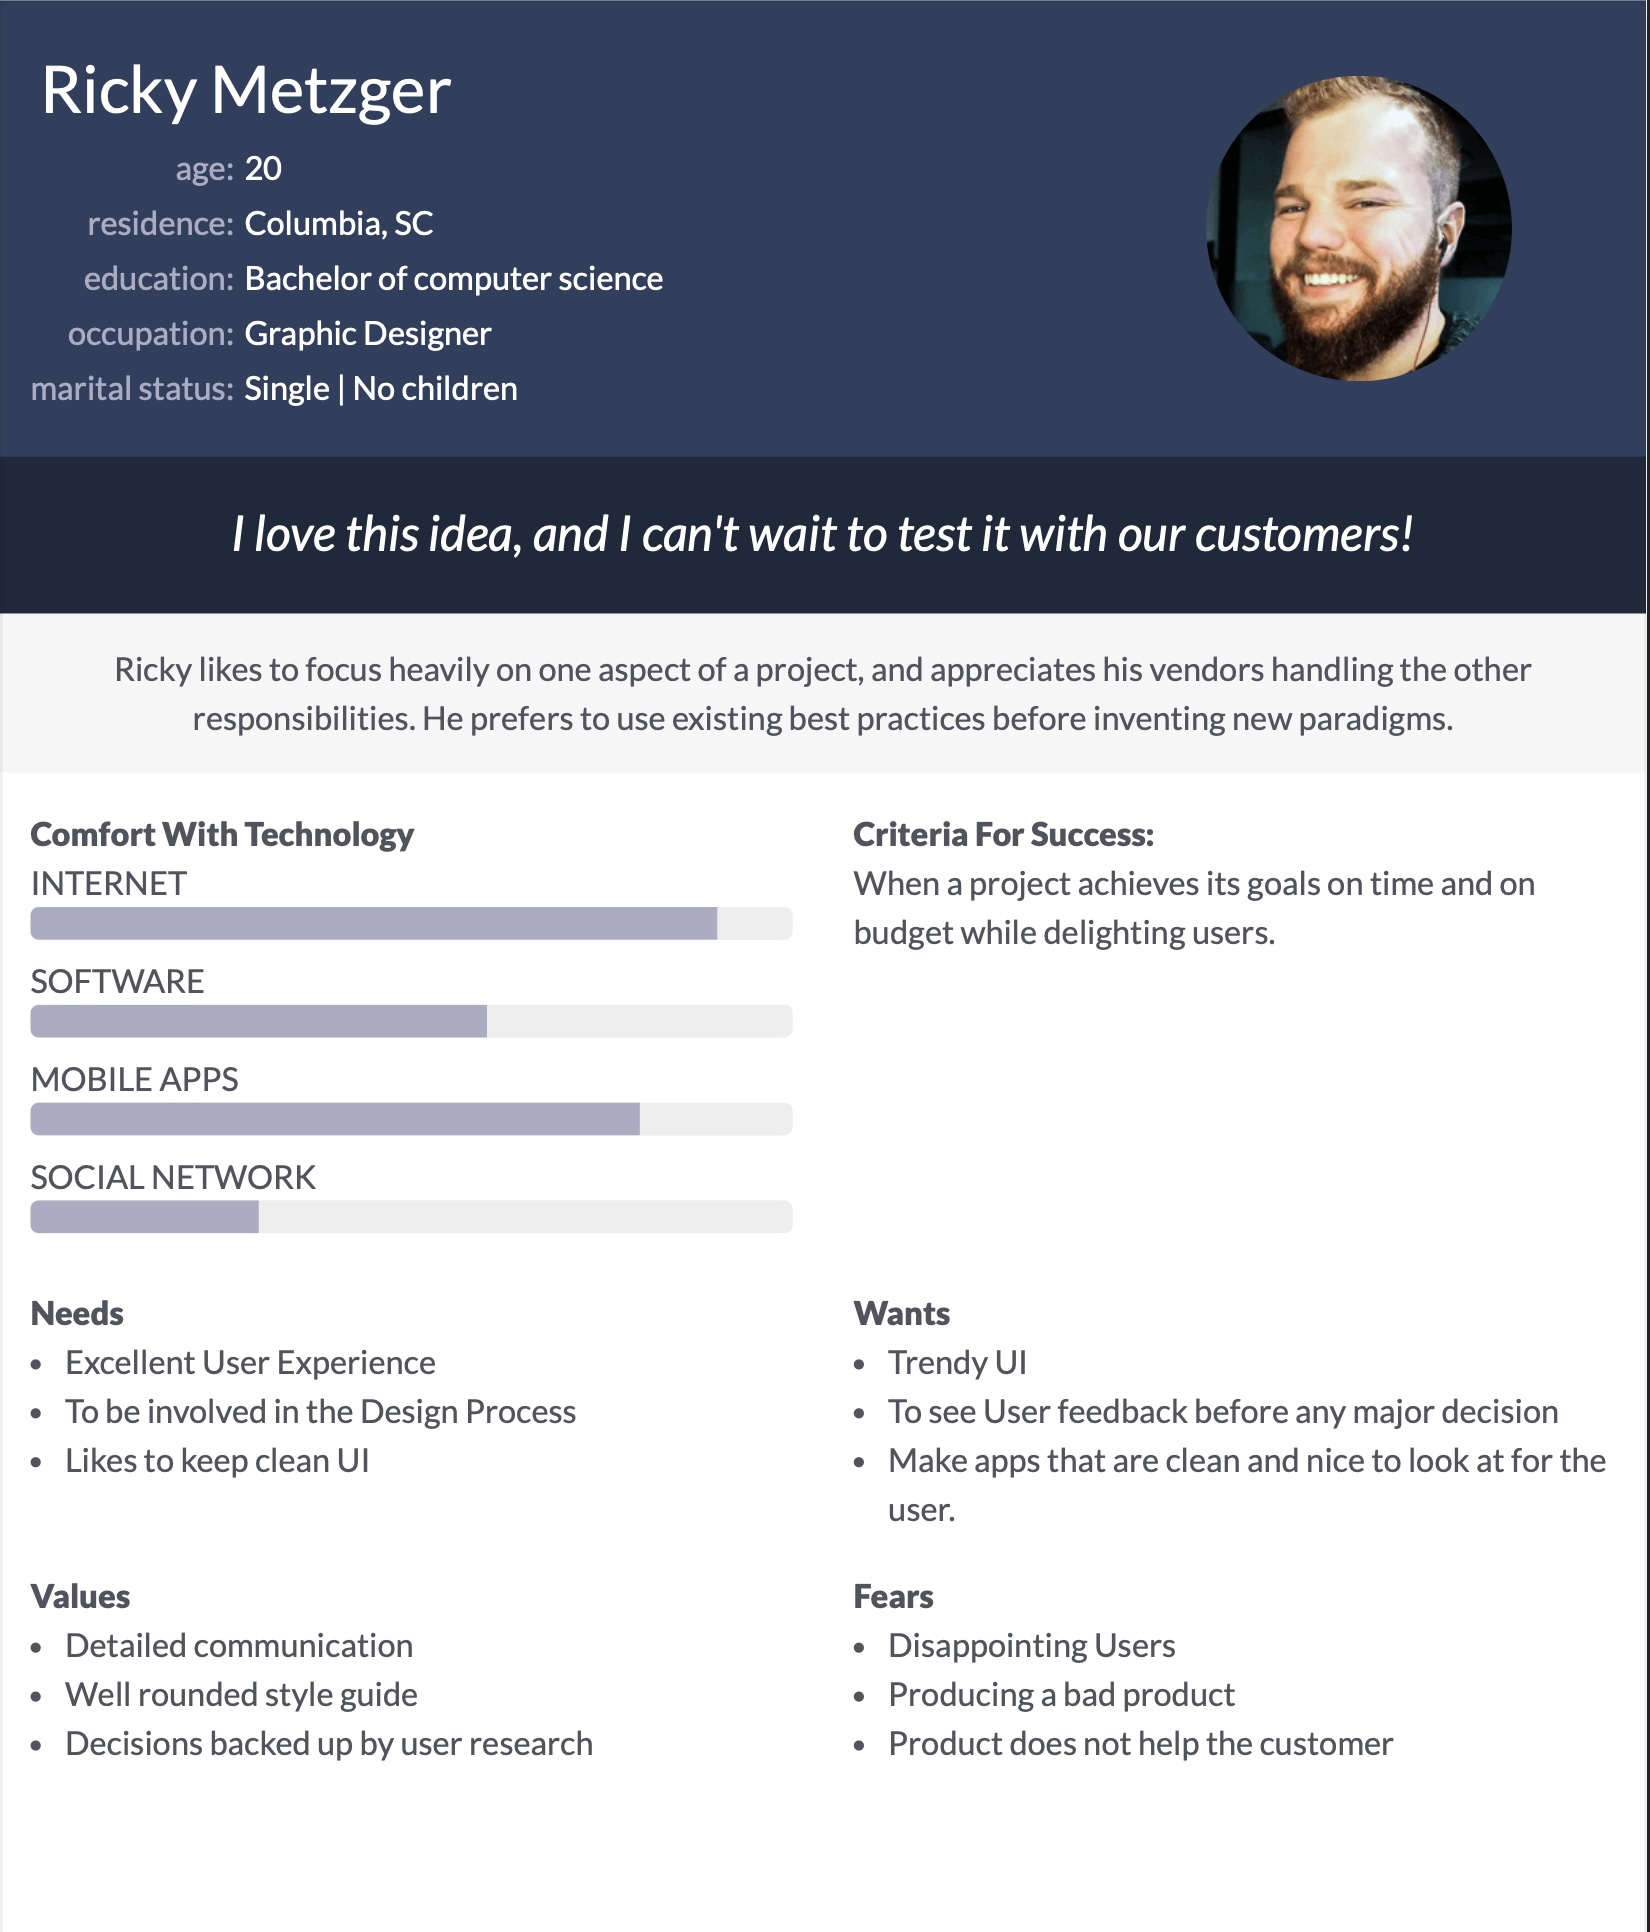 Ricky Metzger
age: 20
residence: Columbia, SC
education: Bachelor of computer science
occupation: Graphic Designer
marital status: Single | No children
I love this idea, and I can't wait to test it with our customers!
Ricky likes to focus heavily on one aspect of a project, and appreciates his vendors handling the other
responsibilities. He prefers to use existing best practices before inventing new paradigms.
Comfort With Technology
INTERNET
SOFTWARE
MOBILE APPS
SOCIAL NETWORK
Criteria For Success:
When a project achieves its goals on time and on
budget while delighting users.
Needs
• Excellent User Experience
• To be involved in the Design Process
• Likes to keep clean UI
Wants
• Trendy UI
• To see User feedback before any major decision
• Make apps that are clean and nice to look at for the
user.
Values
• Detailed communication
• Well rounded style guide
• Decisions backed up by user research
Fears
• Disappointing Users
• Producing a bad product
• Product does not help the customer